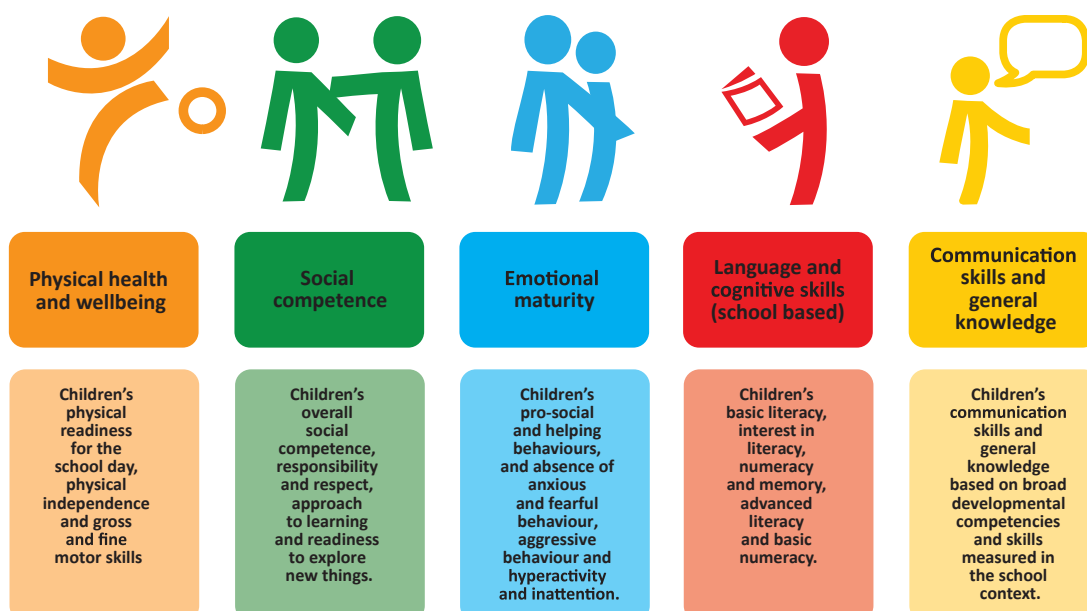 Physical health
and wellbeing
Social
competence
Emotional
maturity
Language and
cognitive skills
(school based)
Communication
skills and
general
knowledge
Children's
physical
readiness
for the
school day,
physical
independence
and gross
and fine
motor skills
Children's
overall
social
competence,
responsibility
and respect,
approach
to learning
and readiness
to explore
new things.
Children's
pro-social
and helping
behaviours,
and absence of
anxious
and fearful
behaviour,
aggressive
behaviour and
hyperactivity
and inattention.
Children's
basic literacy,
interest in
literacy,
numeracy
and memory,
advanced
literacy
and basic
numeracy.
Children's
communication
skills and
general
knowledge
based on broad
developmental
competencies
and skills
measured in
the school
context.